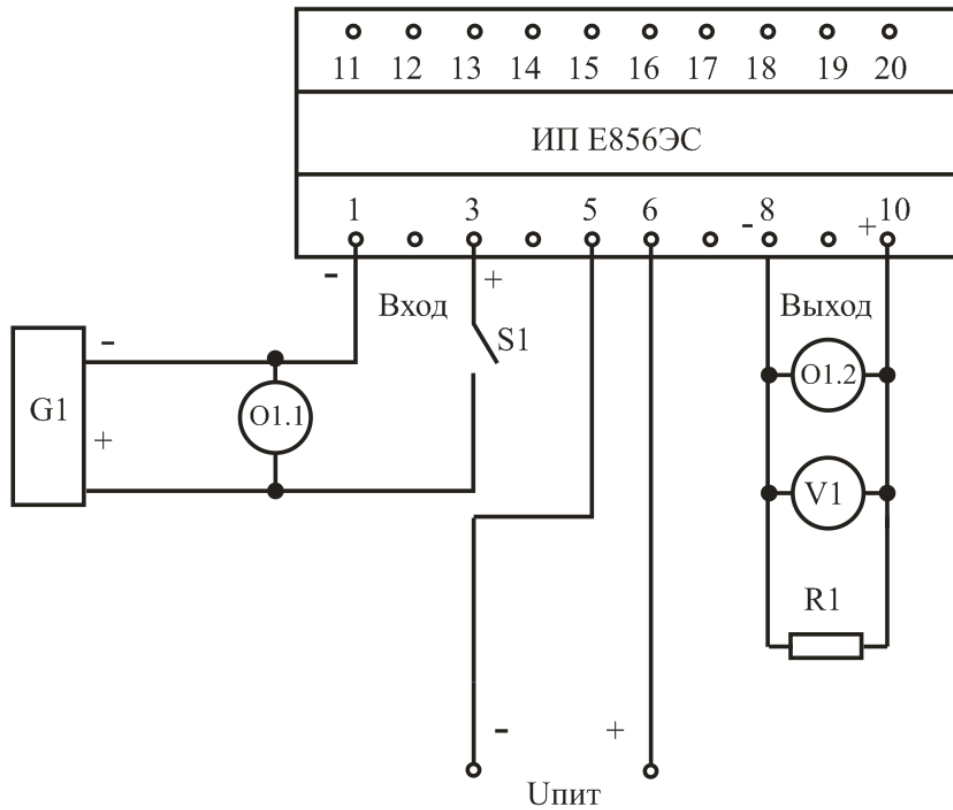 11 12 13 14 15 16 17 18 19 20
ИП Е856ЭС
1 3 5 6 - 8 + 10
- Вход + Выход
S1
-
G1
+
O1.1
O1.2
V1
R1
- +
Uпит